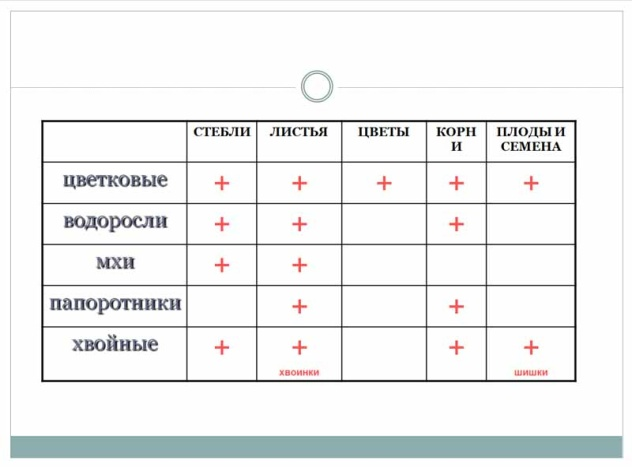 СТЕБЛИ ЛИСТЬЯ ЦВЕТЫ КОРН ПЛОДЫ И
И СЕМЕНА
цветковые + + + + +
водоросли + + +
мхи + +
папоротники + +
хвойные + + + +
хвоинки шишки